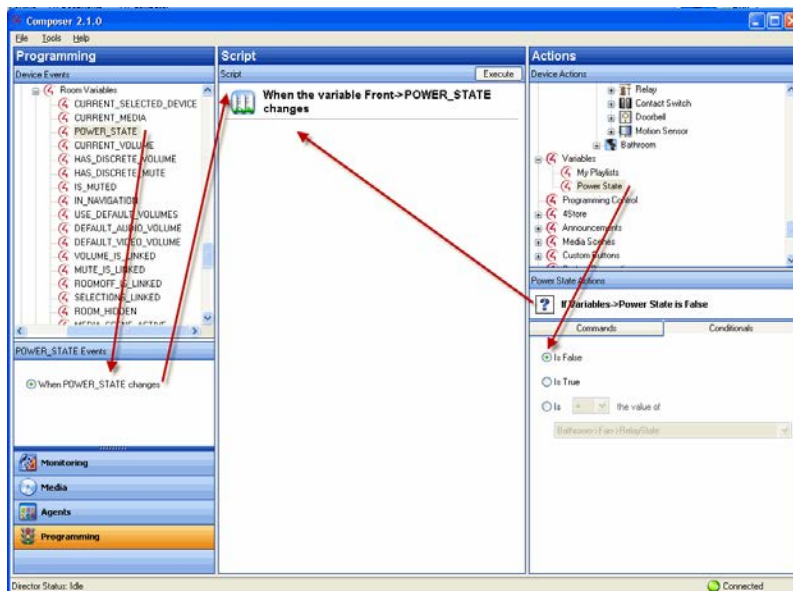 Composer 2.1.0
File Tools Help
Programming
Device Events
Room Variables
CURRENT_SELECTED_DEVICE
CURRENT_MEDIA
POWER_STATE
CURRENT_VOLUME
HAS_DISCRETE_VOLUME
HAS_DISCRETE_MUTE
IS_MUTED
IN_NAVIGATION
USE_DEFAULT_VOLUMES
DEFAULT_AUDIO_VOLUME
DEFAULT_VIDEO_VOLUME
VOLUME_IS_LINKED
MUTE_IS_LINKED
ROOMOFF_IS_LINKED
SELECTIONS_LINKED
ROOM_HIDDEN
MEDIA_SCENE_ACTIVE
POWER_STATE Events
When POWER_STATE changes
Monitoring
Media
Agents
Programming
Script
Script Execute
When the variable Front->POWER_STATE
changes
Actions
Device Actions
Relay
Contact Switch
Doorbell
Motion Sensor
Bathroom
Variables
My Playlists
Power State
Programming Control
4Store
Announcements
Media Scenes
Custom Buttons
Power State Actions
If Variables->Power State is False
Commands Conditionals
Is False
Is True
Is = the value of
Bathroom->Fan->RelayState
Director Status: Idle
Connected